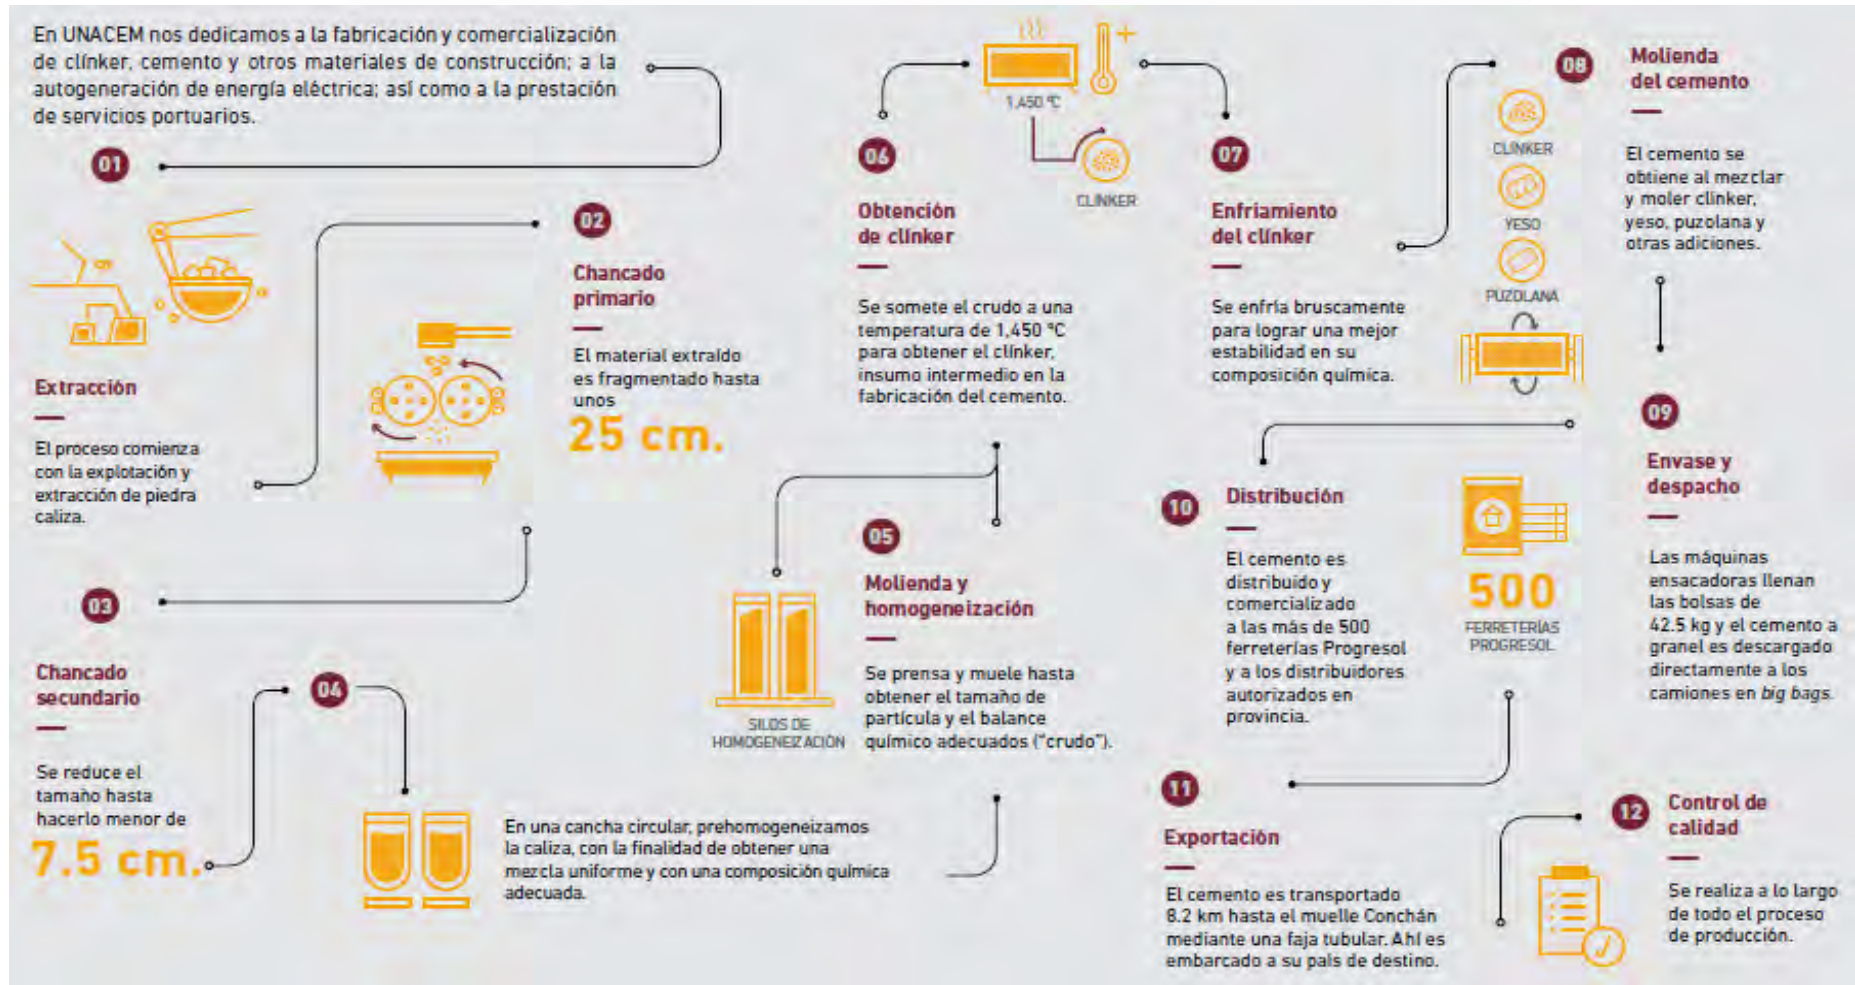 En UNACEM nos dedicamos a la fabricación y comercialización
de clínker, cemento y otros materiales de construcción; a la
autogeneración de energía eléctrica; así como a la prestación
de servicios portuarios.
01
Extracción
El proceso comienza
con la explotación y
extracción de piedra
caliza.
02
Chancado
primario
El material extraído
es fragmentado hasta
unos
25 cm.
03
Chancado
secundario
Se reduce el
tamaño hasta
hacerlo menor de
7.5 cm.
04
En una cancha circular, prehomogeneizamos
la caliza, con la finalidad de obtener una
mezcla uniforme y con una composición química
adecuada.
05
Molienda y
homogeneización
Se prensa y muele hasta
obtener el tamaño de
partícula y el balance
químico adecuados ("crudo").
SILOS DE
HOMOGENEIZACIÓN
06
Obtención
de clínker
Se somete el crudo a una
temperatura de 1,450 °C
para obtener el clínker,
insumo intermedio en la
fabricación del cemento.
1,450 °C
CLINKER
07
Enfriamiento
del clínker
Se enfría bruscamente
para lograr una mejor
estabilidad en su
composición química.
08
Molienda
del cemento
El cemento se
obtiene al mezclar
y moler clinker,
yeso, puzolana y
otras adiciones.
CLÍNKER
YESO
PUZOLANA
09
Envase y
despacho
Las máquinas
ensacadoras llenan
las bolsas de
42.5 kg y el cemento a
granel es descargado
directamente a los
camiones en big bags.
10
Distribución
El cemento es
distribuido y
comercializado
a las más de 500
ferreterías Progresol
y a los distribuidores
autorizados en
provincia.
500
FERRETERÍAS
PROGRESOL
11
Exportación
El cemento es transportado
8.2 km hasta el muelle Conchán
mediante una faja tubular. Ahí es
embarcado a su país de destino.
12
Control de
calidad
Se realiza a lo largo
de todo el proceso
de producción.